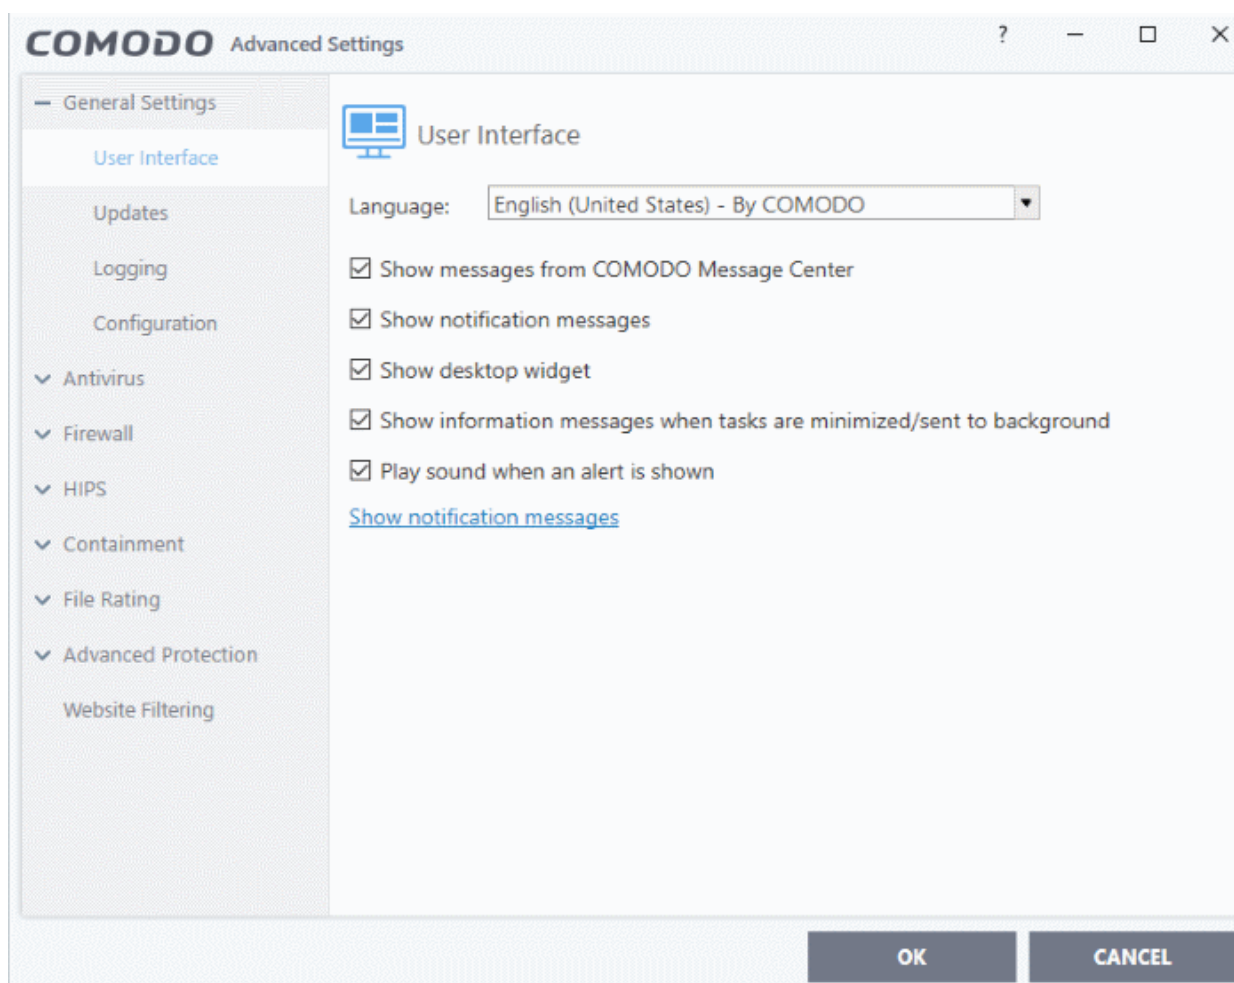 COMODO Advanced Settings ?
General Settings
User Interface
Updates
Logging
Configuration
Antivirus
Firewall
HIPS
Containment
File Rating
Advanced Protection
Website Filtering
User Interface
Language: English (United States) - By COMODO
Show messages from COMODO Message Center
Show notification messages
Show desktop widget
Show information messages when tasks are minimized/sent to background
Play sound when an alert is shown
Show notification messages
OK CANCEL